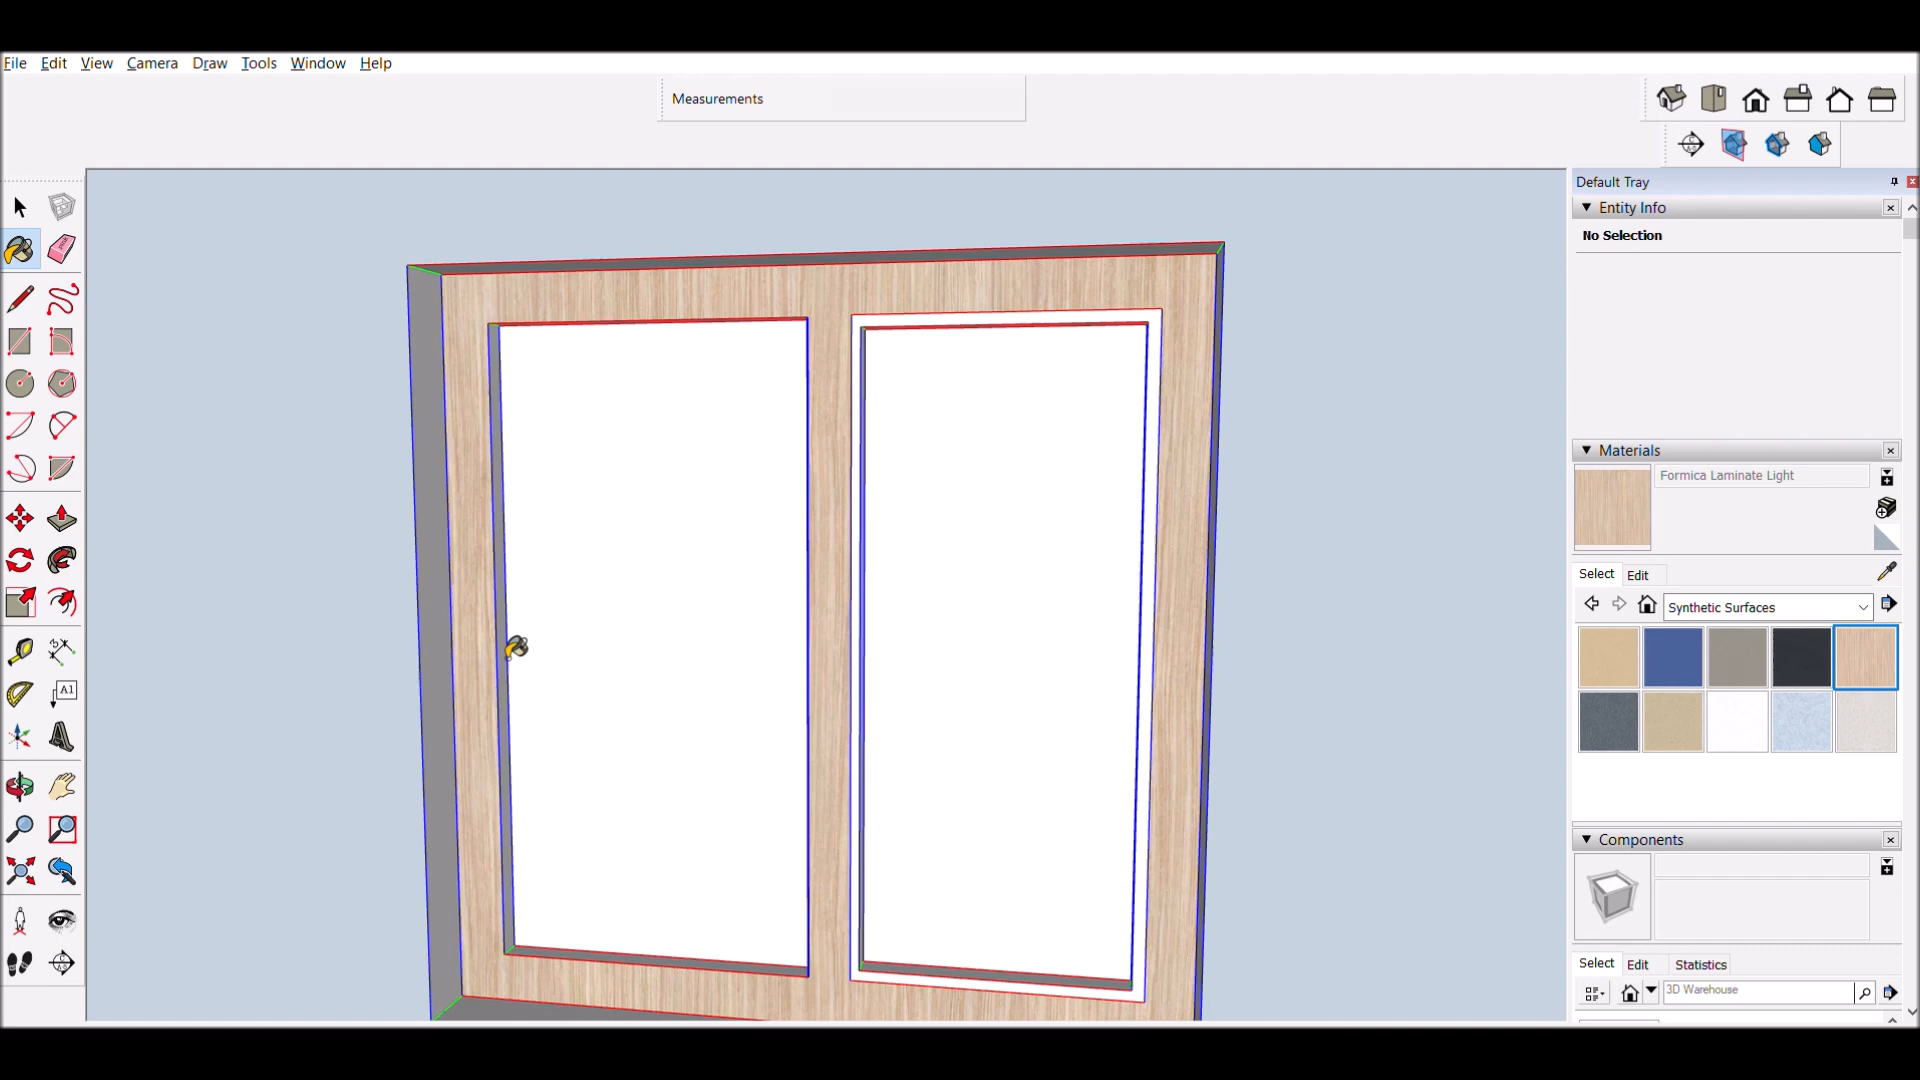 File Edit View Camera Draw Tools Window Help
Measurements
Default Tray
Entity Info
No Selection
Materials
Formica Laminate Light
Select Edit
Synthetic Surfaces
A1
Components
Select Edit Statistics
3D Warehouse